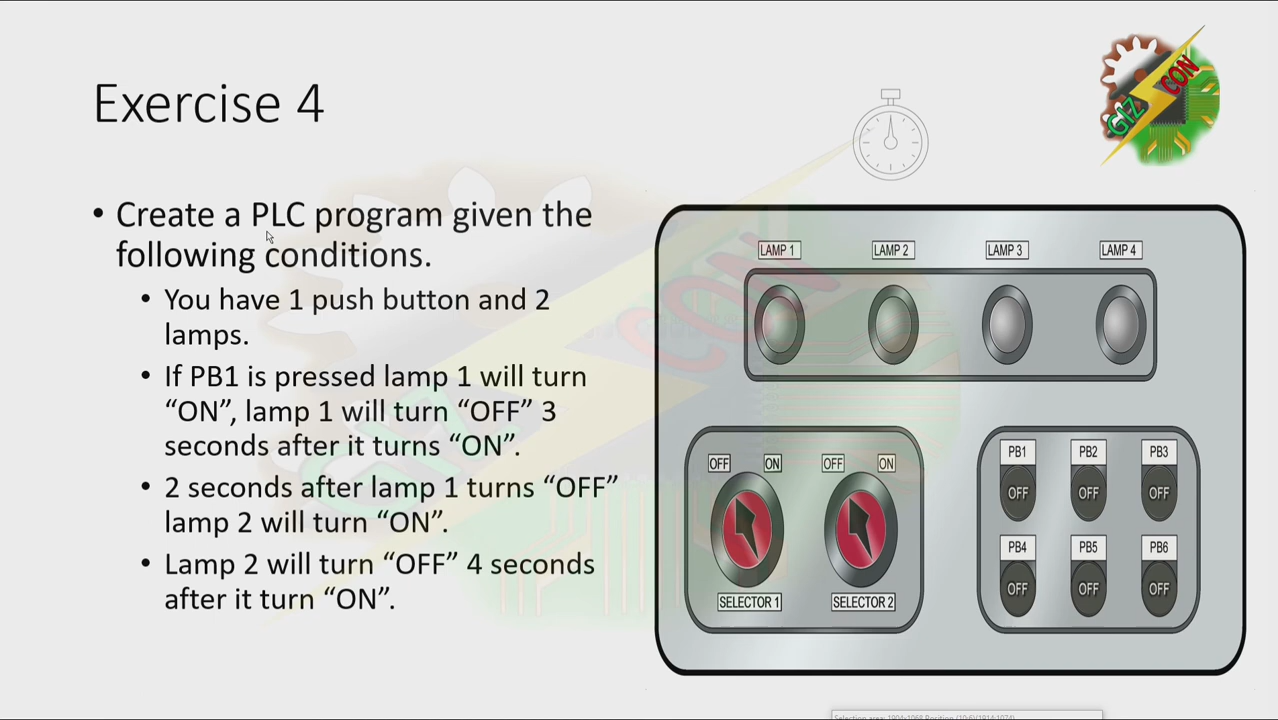 Exercise 4
GIZ CON
• Create a PLC program given the
following conditions.
• You have 1 push button and 2
lamps.
• If PB1 is pressed lamp 1 will turn
“ON”, lamp 1 will turn “OFF” 3
seconds after it turns “ON”.
• 2 seconds after lamp 1 turns “OFF”
lamp 2 will turn “ON”.
• Lamp 2 will turn “OFF” 4 seconds
after it turn “ON”.
LAMP 1 LAMP 2 LAMP 3 LAMP 4
OFF ON OFF ON
SELECTOR 1 SELECTOR 2
PB1 PB2 PB3
OFF OFF OFF
PB4 PB5 PB6
OFF OFF OFF
CON